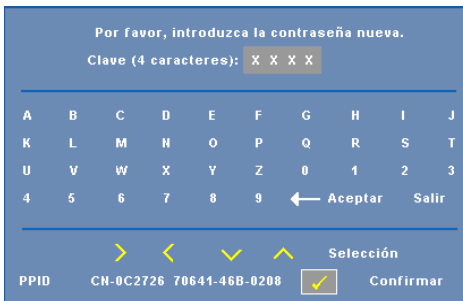 Por favor, introduzca la contraseña nueva.
Clave (4 caracteres): X X X X
A B C D E F G H I J
K L M N O P Q R S T
U V W X Y Z 0 1 2 3
4 5 6 7 8 9 Aceptar Salir
Selección
PPID CN-0C2726 70641-46B-0208 Confirmar